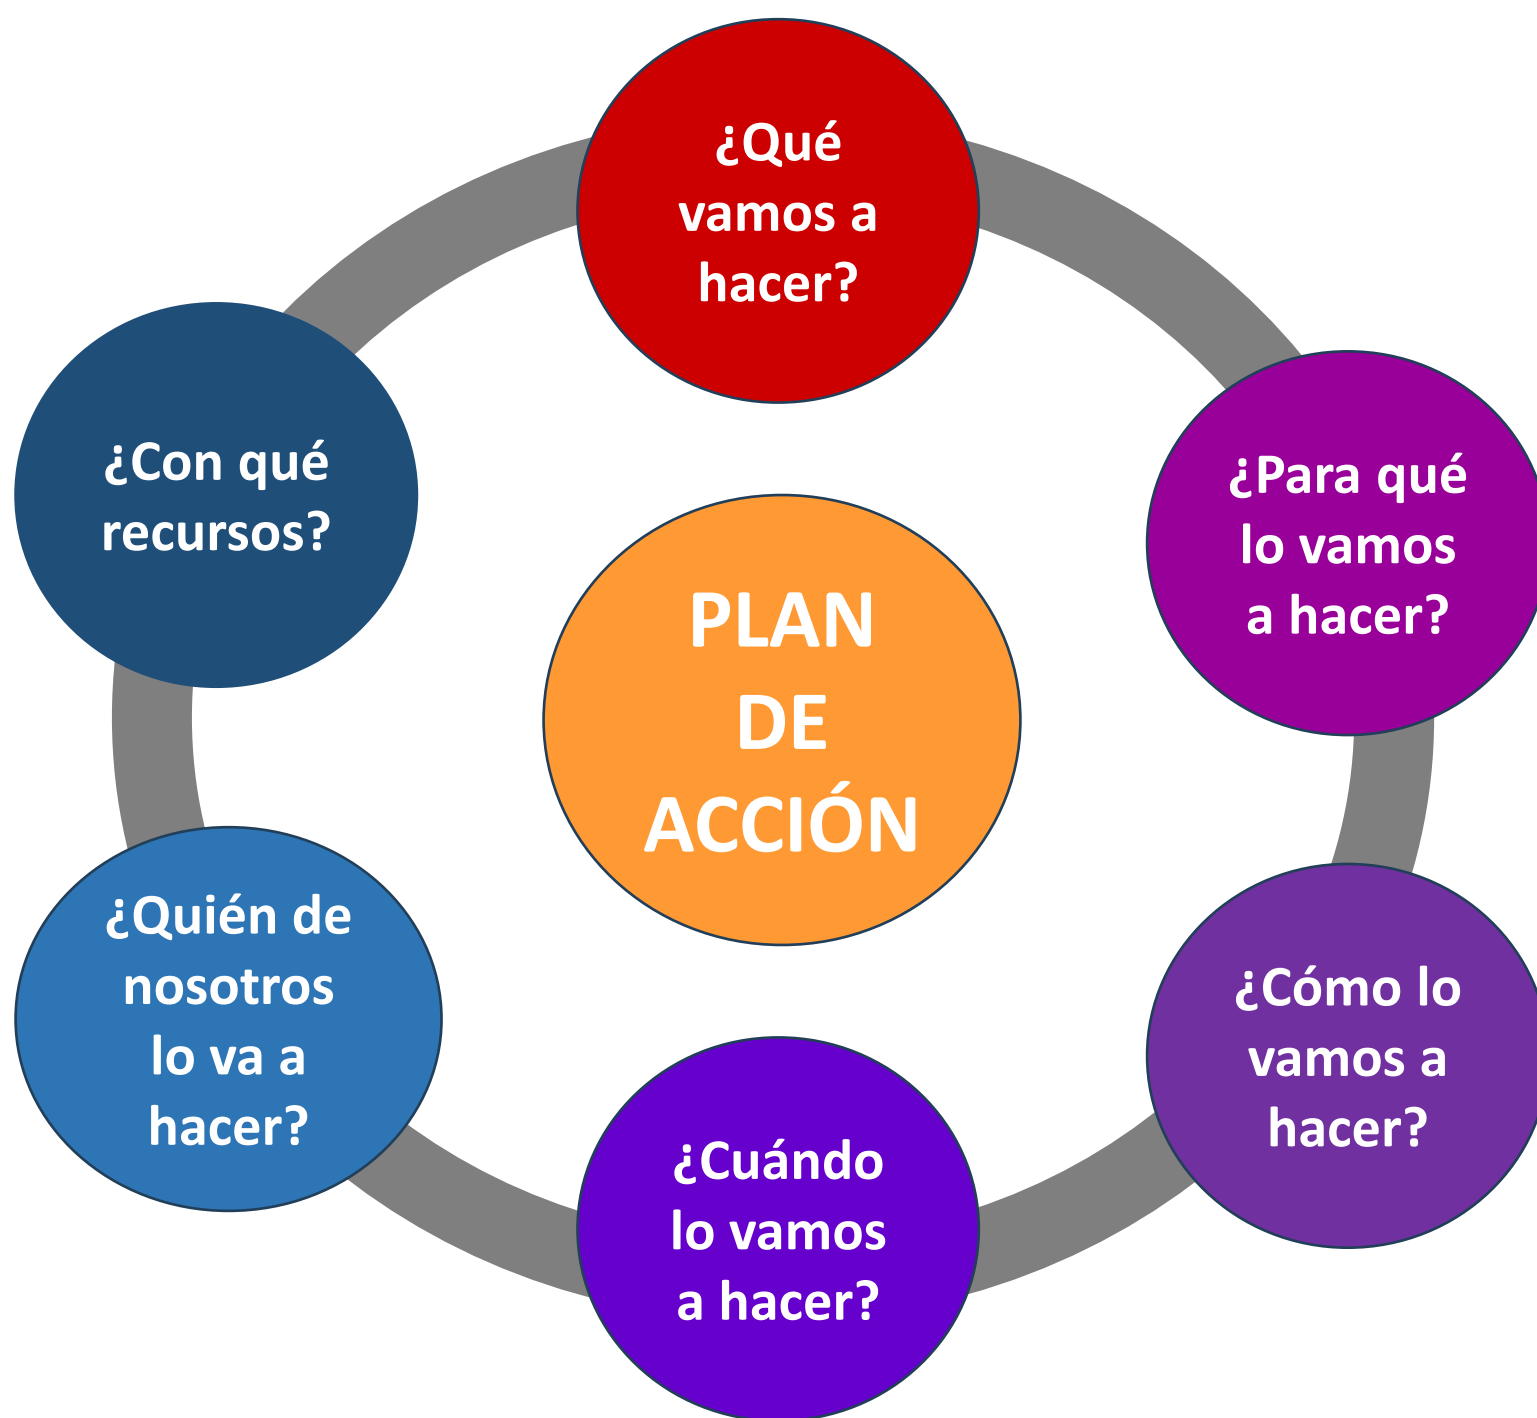 ¿Qué
vamos a
hacer?
¿Para qué
lo vamos
a hacer?
¿Cómo lo
vamos a
hacer?
¿Cuándo
lo vamos
a hacer?
¿Quién de
nosotros
lo va a
hacer?
¿Con qué
recursos?
PLAN
DE
ACCIÓN